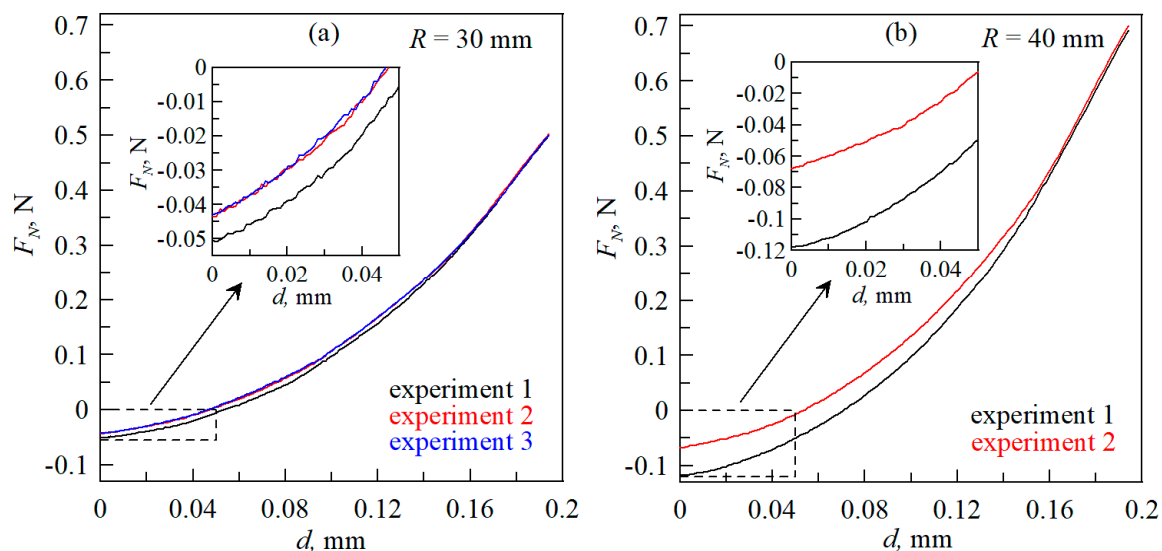 (a)
R = 30 mm
F_N, N
0.7
0.6
0.5
0.4
0.3
0.2
0.1
0
-0.1
0
0.04
0.08
0.12
0.16
0.2
d, mm
F_N, N
0
-0.01
-0.02
-0.03
-0.04
-0.05
0
0.02
0.04
d, mm
experiment 1
experiment 2
experiment 3
(b)
R = 40 mm
F_N, N
0.7
0.6
0.5
0.4
0.3
0.2
0.1
0
-0.1
0
0.04
0.08
0.12
0.16
0.2
d, mm
F_N, N
0
-0.02
-0.04
-0.06
-0.08
-0.1
-0.12
0
0.02
0.04
d, mm
experiment 1
experiment 2